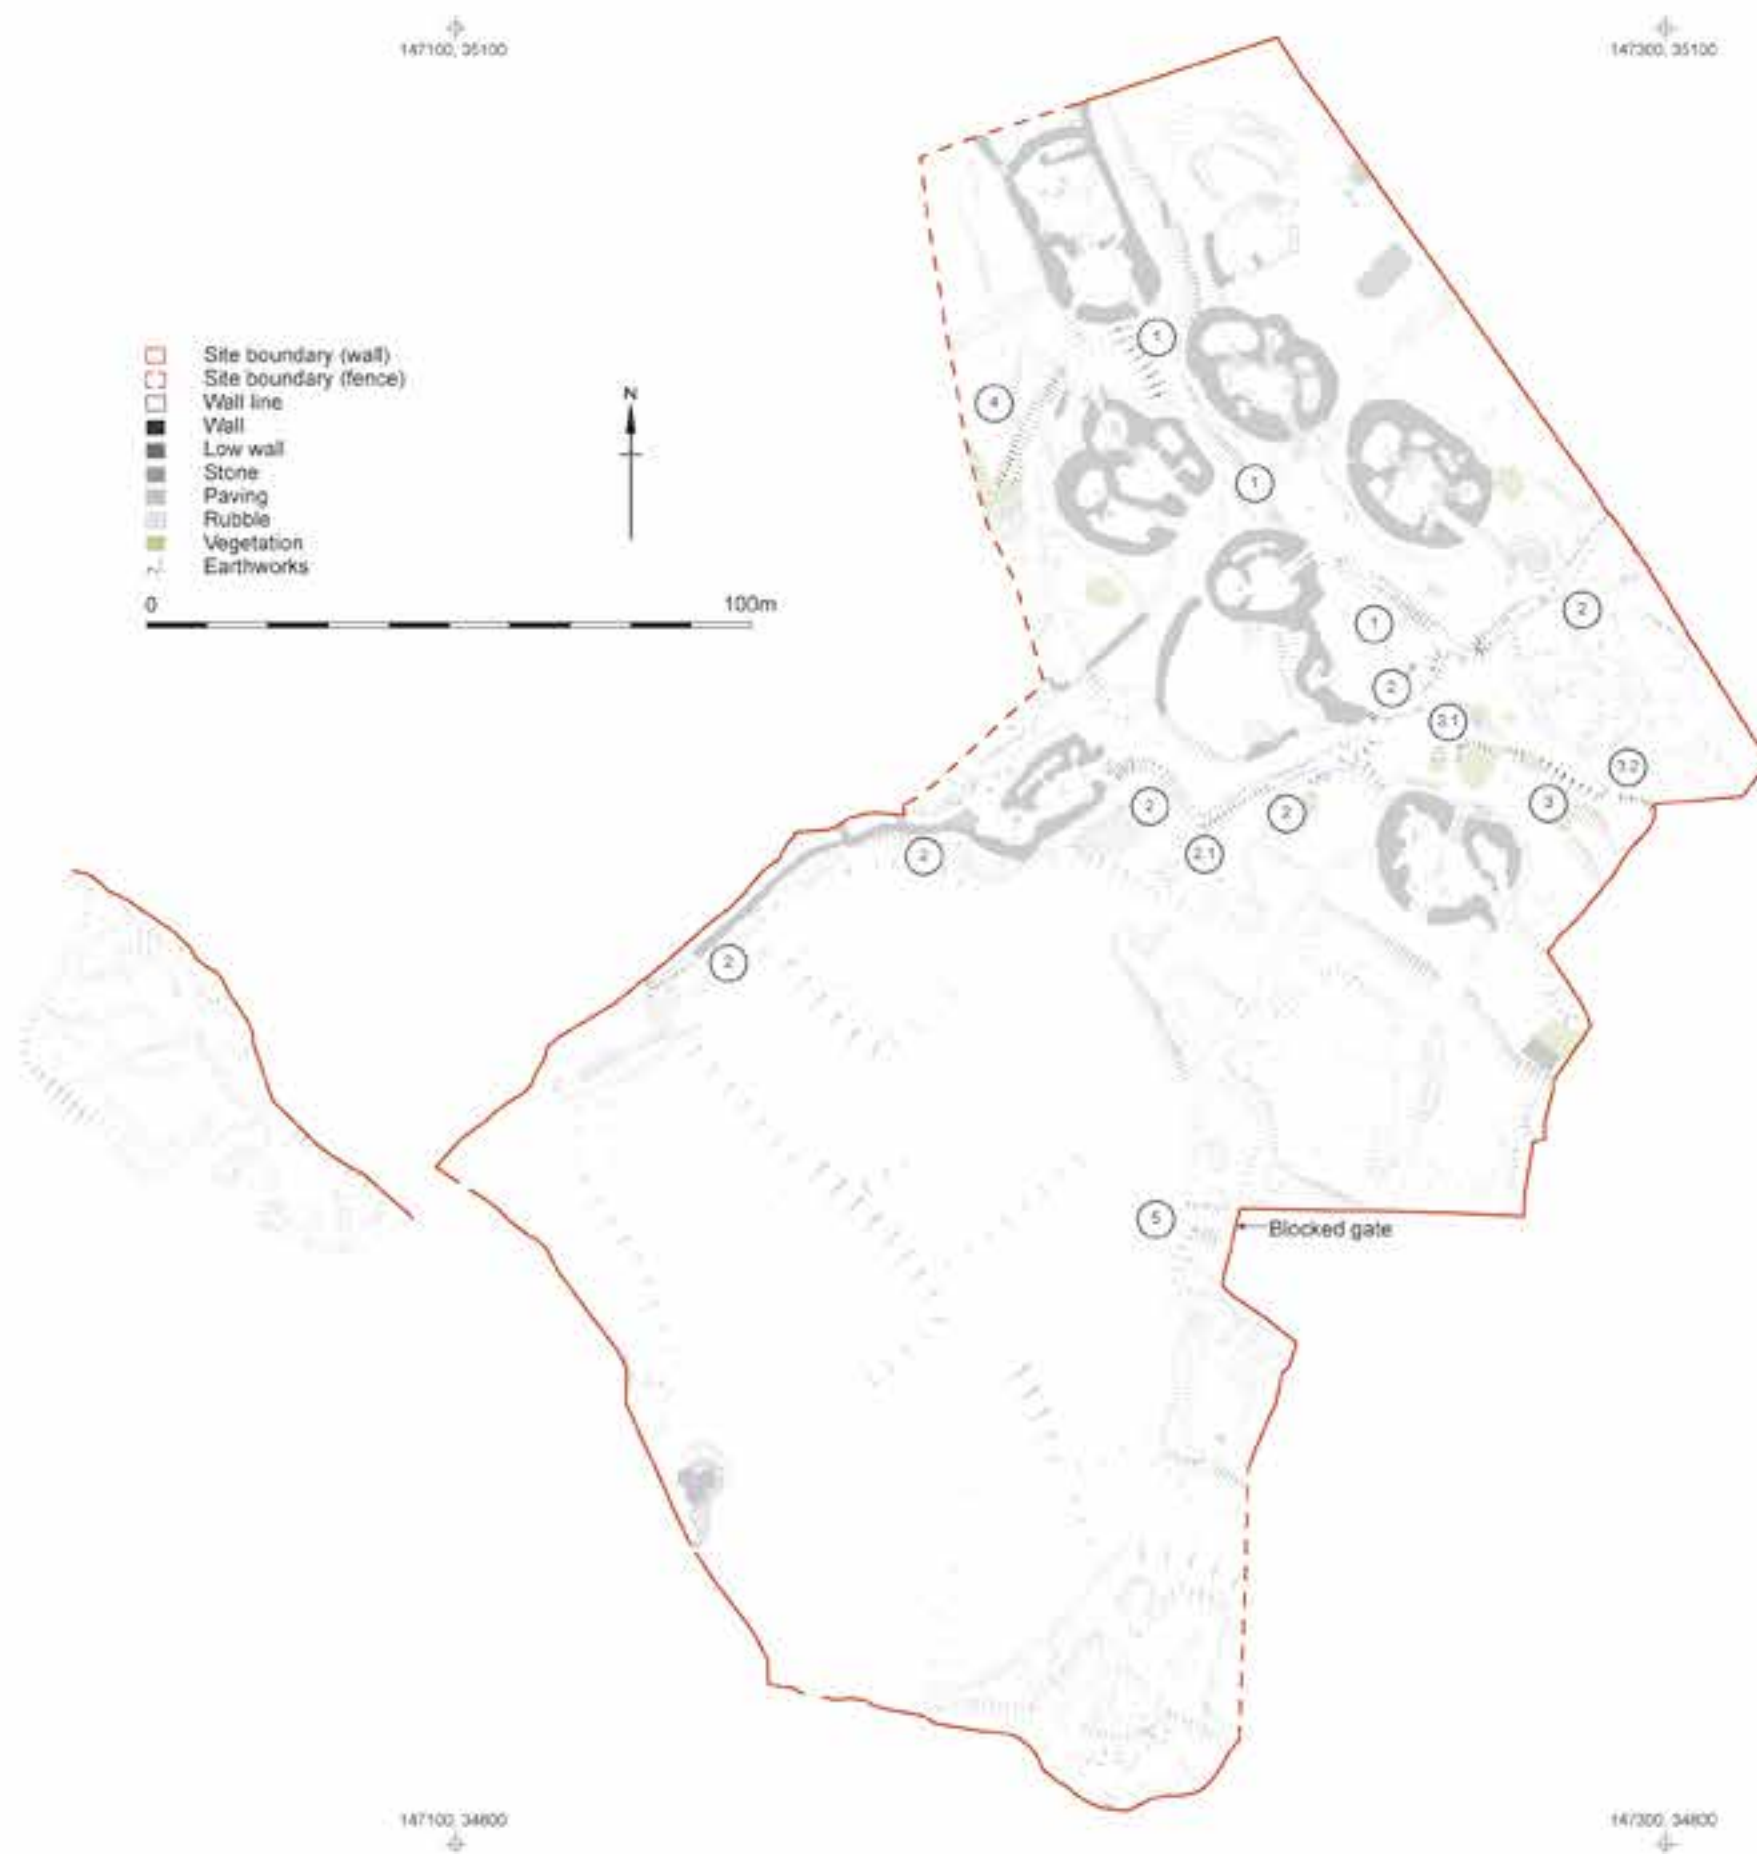 147100, 35100
147300, 35100
Site boundary (wall)
Site boundary (fence)
Wall line
Wall
Low wall
Stone
Paving
Rubble
Vegetation
Earthworks
N
0
100m
1
4
1
2
1
2
3.1
3.2
3
2
2
2.1
2
2
5
Blocked gate
147100, 34800
147300, 34800